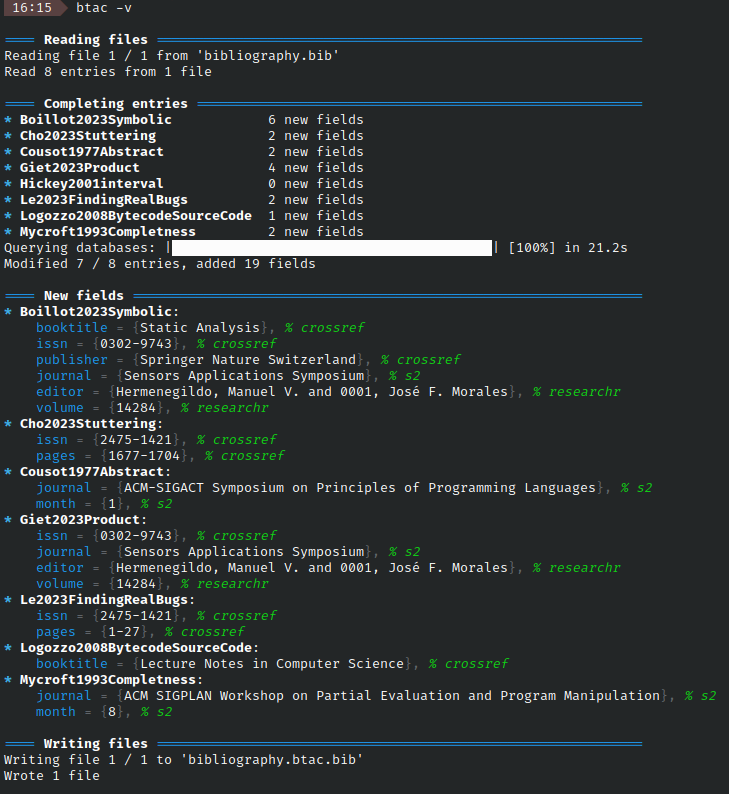 16:15 btac -v
Reading files
Reading file 1 / 1 from 'bibliography.bib'
Read 8 entries from 1 file
Completing entries
* Boillot2023Symbolic 6 new fields
* Cho2023Stuttering 2 new fields
* Cousot1977Abstract 2 new fields
* Giet2023Product 4 new fields
* Hickey2001interval 0 new fields
* Le2023FindingRealBugs 2 new fields
* Logozzo2008BytecodeSourceCode 1 new fields
* Mycroft1993Completness 2 new fields
Querying databases: | | [100%] in 21.2s
Modified 7 / 8 entries, added 19 fields
New fields
* Boillot2023Symbolic:
booktitle = {Static Analysis}, % crossref
issn = {0302-9743}, % crossref
publisher = {Springer Nature Switzerland}, % crossref
journal = {Sensors Applications Symposium}, % s2
editor = {Hermenegildo, Manuel V. and 0001, José F. Morales}, % researchr
volume = {14284}, % researchr
* Cho2023Stuttering:
issn = {2475-1421}, % crossref
pages = {1677-1704}, % crossref
* Cousot1977Abstract:
journal = {ACM-SIGACT Symposium on Principles of Programming Languages}, % s2
month = {1}, % s2
* Giet2023Product:
issn = {0302-9743}, % crossref
journal = {Sensors Applications Symposium}, % s2
editor = {Hermenegildo, Manuel V. and 0001, José F. Morales}, % researchr
volume = {14284}, % researchr
* Le2023FindingRealBugs:
issn = {2475-1421}, % crossref
pages = {1-27}, % crossref
* Logozzo2008BytecodeSourceCode:
booktitle = {Lecture Notes in Computer Science}, % crossref
* Mycroft1993Completness:
journal = {ACM SIGPLAN Workshop on Partial Evaluation and Program Manipulation}, % s2
month = {8}, % s2
Writing files
Writing file 1 / 1 to 'bibliography.btac.bib'
Wrote 1 file